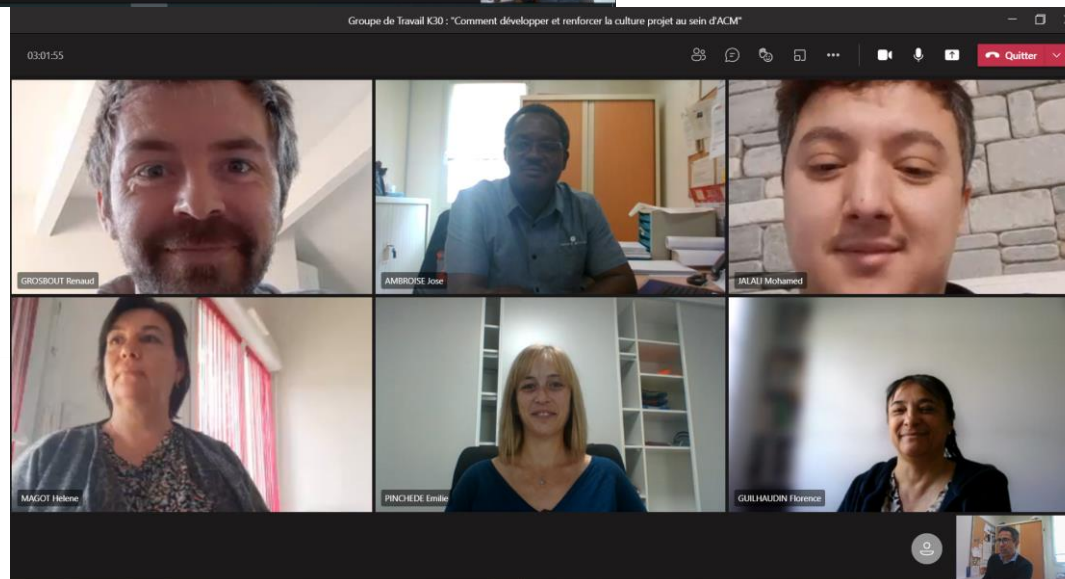 Groupe de Travail K30 : "Comment développer et renforcer la culture projet au sein d'ACM"
03:01:55
Quitter
GROSBOUT Renaud
AMBROISE Jose
JALALI Mohamed
MAGOT Helene
PINCHEDE Emilie
GUILHAUDIN Florence